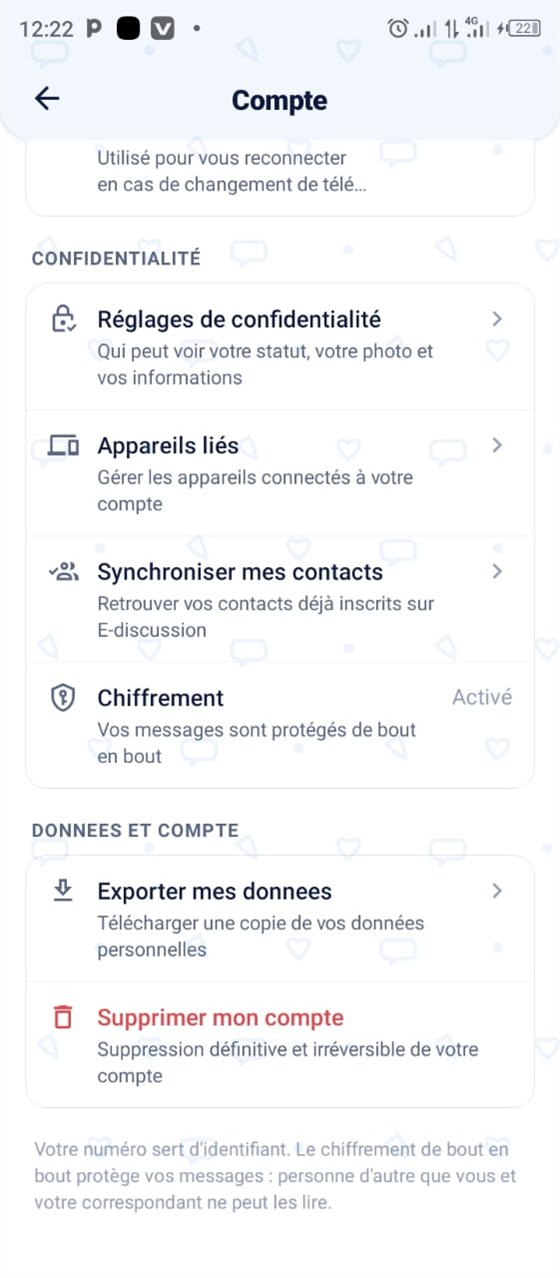 12:22
4G
22
Compte
Utilisé pour vous reconnecter
en cas de changement de télé...
CONFIDENTIALITÉ
Réglages de confidentialité
Qui peut voir votre statut, votre photo et
vos informations
Appareils liés
Gérer les appareils connectés à votre
compte
Synchroniser mes contacts
Retrouver vos contacts déjà inscrits sur
E-discussion
Chiffrement
Activé
Vos messages sont protégés de bout
en bout
DONNEES ET COMPTE
Exporter mes donnees
Télécharger une copie de vos données
personnelles
Supprimer mon compte
Suppression définitive et irréversible de votre
compte
Votre numéro sert d'identifiant. Le chiffrement de bout en
bout protège vos messages : personne d'autre que vous et
votre correspondant ne peut les lire.